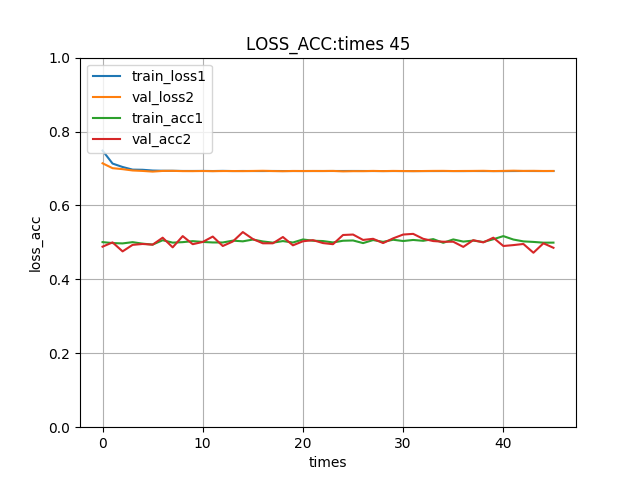 LOSS_ACC:times 45
1.0
0.8
0.6
0.4
0.2
0.0
loss_acc
train_loss1
val_loss2
train_acc1
val_acc2
0 10 20 30 40
times